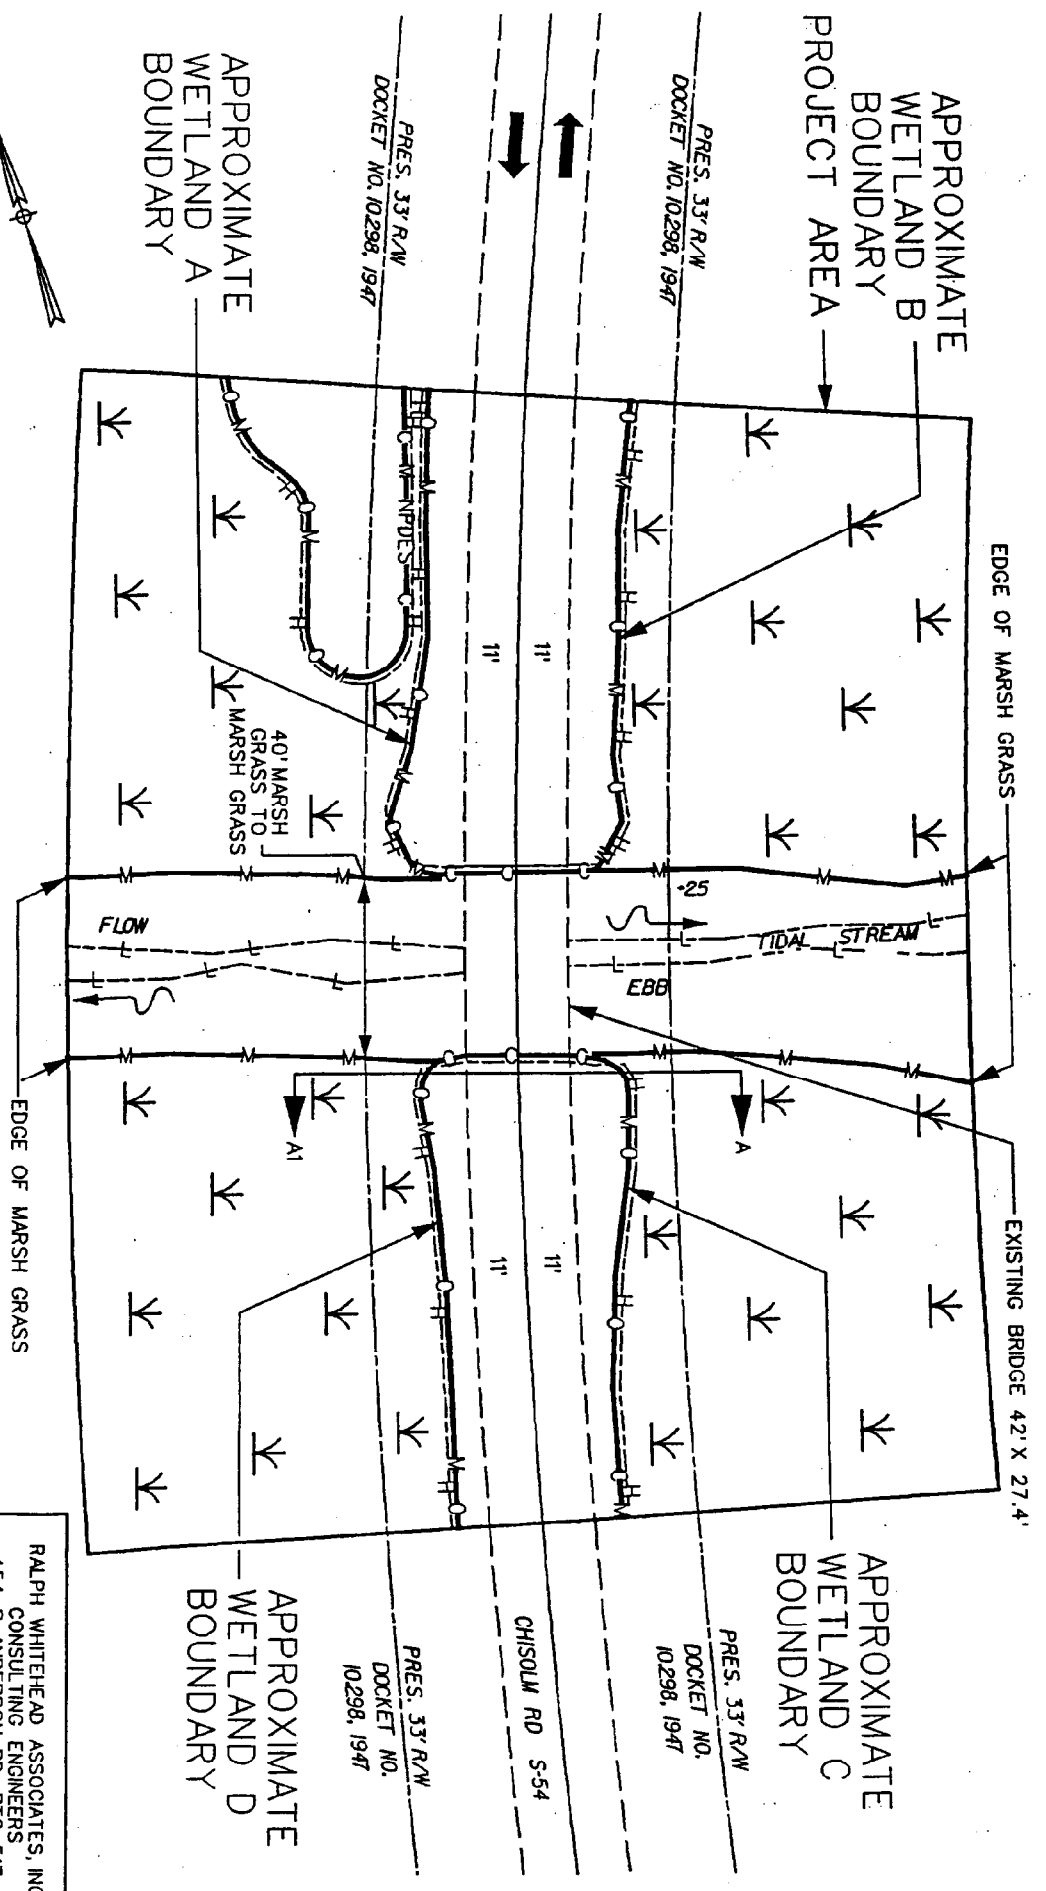 APPROXIMATE
WETLAND B
BOUNDARY
PROJECT AREA
PRES. 33' R/W
DOCKET NO. 10298, 1947
PRES. 33' R/W
DOCKET NO. 10298, 1947
APPROXIMATE
WETLAND A
BOUNDARY
EDGE OF MARSH GRASS
NPDES
11'
11'
40' MARSH
GRASS TO
MARSH GRASS
-25
TIDAL STREAM
EBB
FLOW
A
A1
EDGE OF MARSH GRASS
EXISTING BRIDGE 42' X 27.4'
11'
11'
APPROXIMATE
WETLAND C
BOUNDARY
PRES. 33' R/W
DOCKET NO.
10298, 1947
CHISOLM RD S-54
PRES. 33' R/W
DOCKET NO.
10298, 1947
APPROXIMATE
WETLAND D
BOUNDARY
RALPH WHITEHEAD ASSOCIATES, INC
CONSULTING ENGINEERS